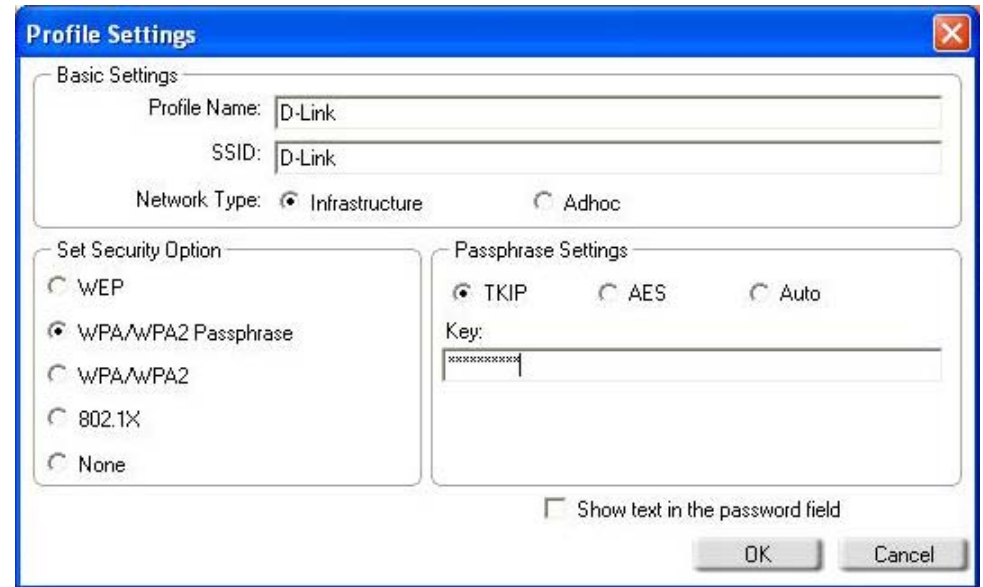 Profile Settings
Basic Settings
Profile Name: D-Link
SSID: D-Link
Network Type: Infrastructure Adhoc
Set Security Option
WEP
WPA/WPA2 Passphrase
WPA/WPA2
802.1X
None
Passphrase Settings
TKIP AES Auto
Key:
xxxxxxxxxx
Show text in the password field
OK Cancel